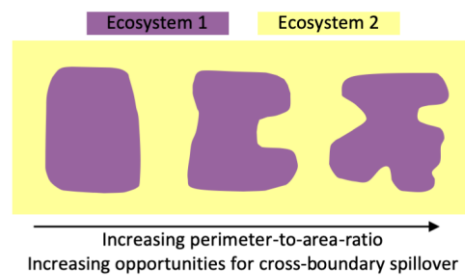 Ecosystem 1
Ecosystem 2
Increasing perimeter-to-area-ratio
Increasing opportunities for cross-boundary spillover